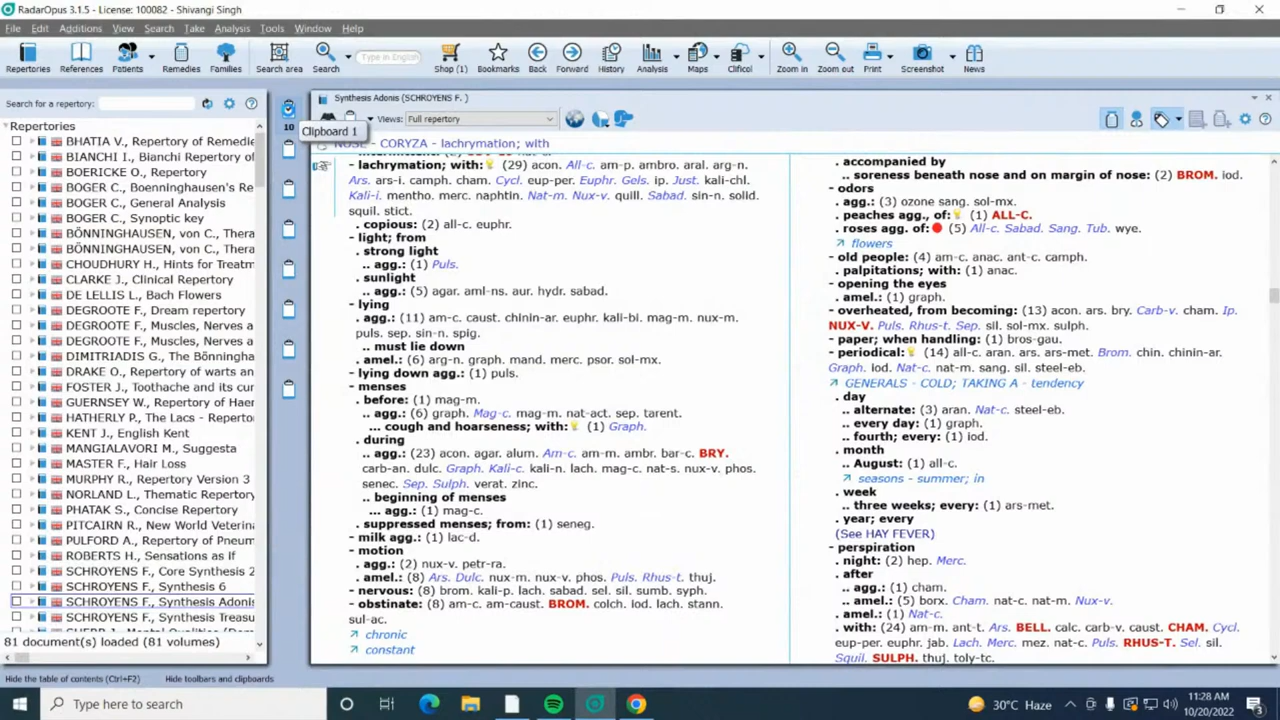 RadarOpus 3.1.5 - License: 100082 - Shivangi Singh
File Edit Additions View Search Take Analysis Tools Window Help
Repertories References Patients Remedies Families Search area Search Type in English Shop (1) Bookmarks Back Forward History Analysis Maps Clificol Zoom in Zoom out Print Screenshot News
Search for a repertory:
Repertories
BHATIA V., Repertory of Remedie
BIANCHI I., Bianchi Repertory
BOERICKE O., Repertory
BOGER C., Boenninghausen's Re
BOGER C., General Analysis
BOGER C., Synoptic key
BÖNNINGHAUSEN, von C., Thera
BÖNNINGHAUSEN, von C., Thera
CHOUDHURY H., Hints for Treatm
CLARKE J., Clinical Repertory
DE LELLIS L., Bach Flowers
DEGROOTE F., Dream repertory
DEGROOTE F., Muscles, Nerves a
DEGROOTE F., Muscles, Nerves a
DIMITRIADIS G., The Bönningha
DRAKE O., Repertory of warts an
FOSTER J., Toothache and its cur
GUERNSEY W., Repertory of Haem
HATHERLY P., The Lacs - Repertor
KENT J., English Kent
MANGIALAVORI M., Suggesta
MASTER F., Hair Loss
MURPHY R., Repertory Version 3
NORLAND L., Thematic Repertory
PHATAK S., Concise Repertory
PITCAIRN R., New World Veterina
PULFORD A., Repertory of Pneum
ROBERTS H., Sensations as If
SCHROYENS F., Core Synthesis 2
SCHROYENS F., Synthesis 6
SCHROYENS F., Synthesis Adonis
SCHROYENS F., Synthesis Treasu
81 document(s) loaded (81 volumes)
10
Clipboard 1
Synthesis Adonis (SCHROYENS F. )
Views: Full repertory
NOSE - CORYZA - lachrymation; with
- lachrymation; with: (29) acon. All-c. am-p. ambro. aral. arg-n.
Ars. ars-i. camph. cham. Cycl. eup-per. Euphr. Gels. ip. Just. kali-chl.
Kali-i. mentho. merc. naphtin. Nat-m. Nux-v. quill. Sabad. sin-n. solid.
squil. stict.
. copious: (2) all-c. euphr.
- light; from
. strong light
.. agg.: (1) Puls.
. sunlight
.. agg.: (5) agar. aml-ns. aur. hydr. sabad.
- lying
. agg.: (11) am-c. caust. chinin-ar. euphr. kali-bi. mag-m. nux-m.
puls. sep. sin-n. spig.
.. must lie down
. amel.: (6) arg-n. graph. mand. merc. psor. sol-mx.
- lying down agg.: (1) puls.
- menses
. before: (1) mag-m.
.. agg.: (6) graph. Mag-c. mag-m. nat-act. sep. tarent.
... cough and hoarseness; with: (1) Graph.
. during
.. agg.: (23) acon. agar. alum. Am-c. am-m. ambr. bar-c. BRY.
carb-an. dulc. Graph. Kali-c. kali-n. lach. mag-c. nat-s. nux-v. phos.
senec. Sep. Sulph. verat. zinc.
.. beginning of menses
... agg.: (1) mag-c.
. suppressed menses; from: (1) seneg.
- milk agg.: (1) lac-d.
- motion
. agg.: (2) nux-v. petr-ra.
. amel.: (8) Ars. Dulc. nux-m. nux-v. phos. Puls. Rhus-t. thuj.
- nervous: (8) brom. kali-p. lach. sabad. sel. sil. sumb. syph.
- obstinate: (8) am-c. am-caust. BROM. colch. iod. lach. stann.
sul-ac.
chronic
constant
. accompanied by
.. soreness beneath nose and on margin of nose: (2) BROM. iod.
- odors
. agg.: (3) ozone sang. sol-mx.
. peaches agg., of: (1) ALL-C.
. roses agg. of: (5) All-c. Sabad. Sang. Tub. wye.
flowers
- old people: (4) am-c. anac. ant-c. camph.
. palpitations; with: (1) anac.
- opening the eyes
. amel.: (1) graph.
- overheated, from becoming: (13) acon. ars. bry. Carb-v. cham. Ip.
NUX-V. Puls. Rhus-t. Sep. sil. sol-mx. sulph.
- paper; when handling: (1) bros-gau.
- periodical: (14) all-c. aran. ars. ars-met. Brom. chin. chinin-ar.
Graph. iod. Nat-c. nat-m. sang. sil. steel-eb.
GENERALS - COLD; TAKING A - tendency
. day
.. alternate: (3) aran. Nat-c. steel-eb.
.. every day: (1) graph.
.. fourth; every: (1) iod.
. month
.. August: (1) all-c.
seasons - summer; in
. week
.. three weeks; every: (1) ars-met.
. year; every
(See HAY FEVER)
- perspiration
. night: (2) hep. Merc.
. after
.. agg.: (1) cham.
.. amel.: (5) borx. Cham. nat-c. nat-m. Nux-v.
. amel.: (1) Nat-c.
. with: (24) am-m. ant-t. Ars. BELL. calc. carb-v. caust. CHAM. Cycl.
eup-per. euphr. jab. Lach. Merc. mez. nat-c. Puls. RHUS-T. Sel. sil.
Squil. SULPH. thuj. toly-tc.
Hide the table of contents (Ctrl+F2) Hide toolbars and clipboards
Type here to search
30°C Haze
11:28 AM
10/20/2022
3